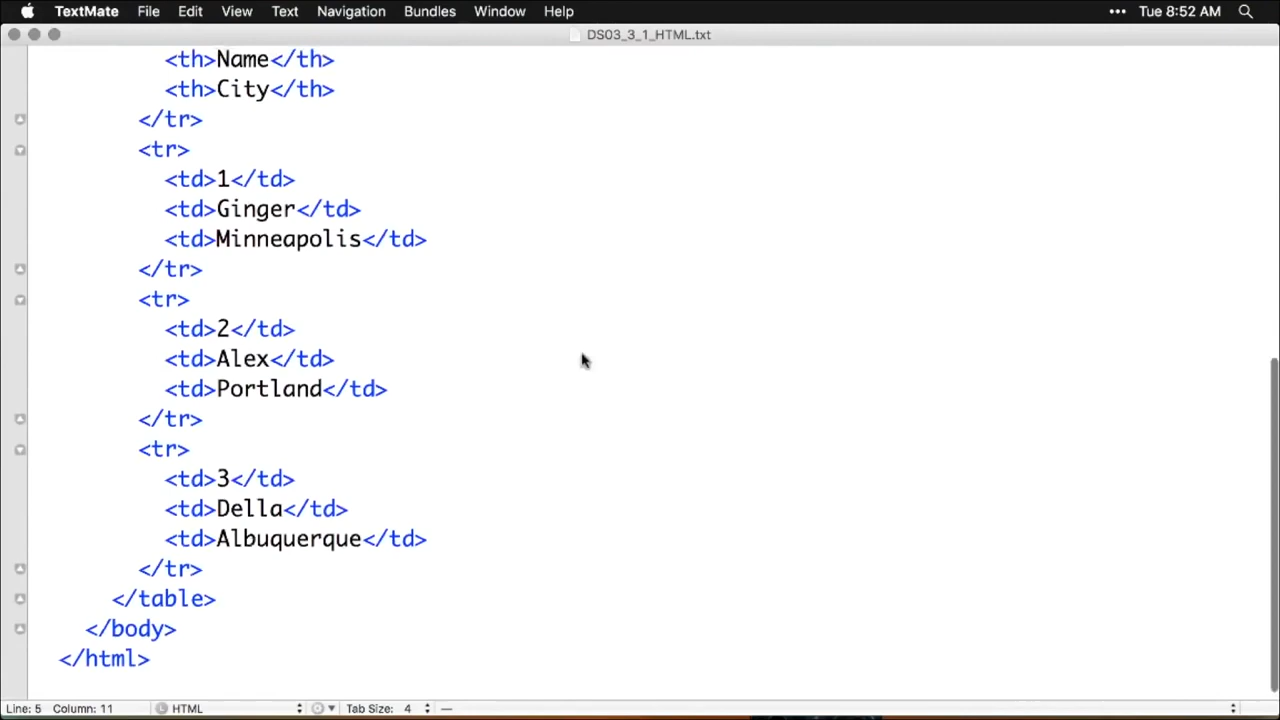 TextMate File Edit View Text Navigation Bundles Window Help ••• Tue 8:52 AM
DS03_3_1_HTML.txt
<th>Name</th>
<th>City</th>
</tr>
<tr>
<td>1</td>
<td>Ginger</td>
<td>Minneapolis</td>
</tr>
<tr>
<td>2</td>
<td>Alex</td>
<td>Portland</td>
</tr>
<tr>
<td>3</td>
<td>Della</td>
<td>Albuquerque</td>
</tr>
</table>
</body>
</html>
Line: 5 Column: 11 L HTML Tab Size: 4 —